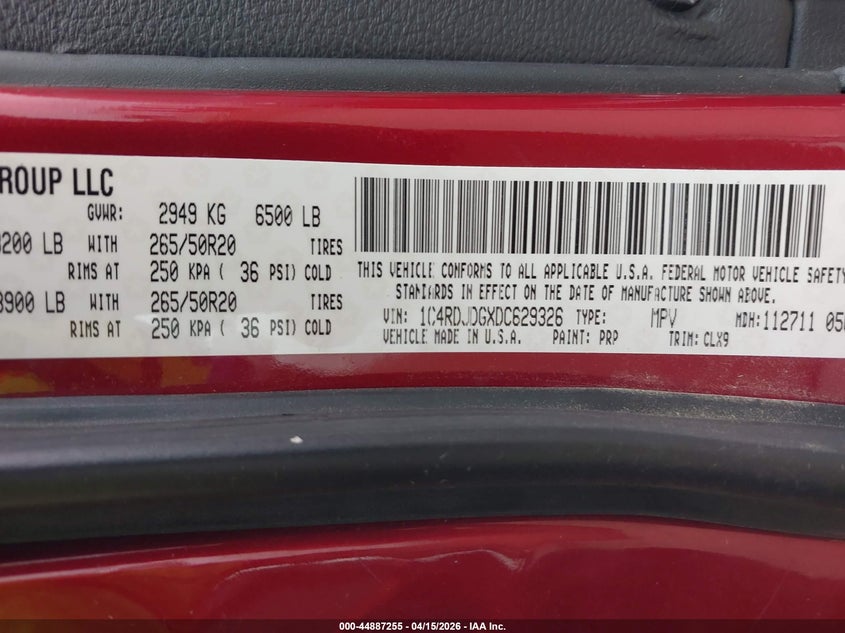 ROUP LLC
GVWR: 2949 KG 6500 LB
200 LB WITH 265/50R20 TIRES
RIMS AT 250 KPA ( 36 PSI) COLD
900 LB WITH 265/50R20 TIRES
RIMS AT 250 KPA ( 36 PSI) COLD
THIS VEHICLE CONFORMS TO ALL APPLICABLE U.S.A. FEDERAL MOTOR VEHICLE SAFETY
STANDARDS IN EFFECT ON THE DATE OF MANUFACTURE SHOWN ABOVE.
VIN: 1C4RDJDGXDC629326 TYPE: MPV MDH:112711 05
VEHICLE MADE IN U.S.A. PAINT: PRP TRIM: CLX9
000-44887255 - 04/15/2026 - IAA Inc.